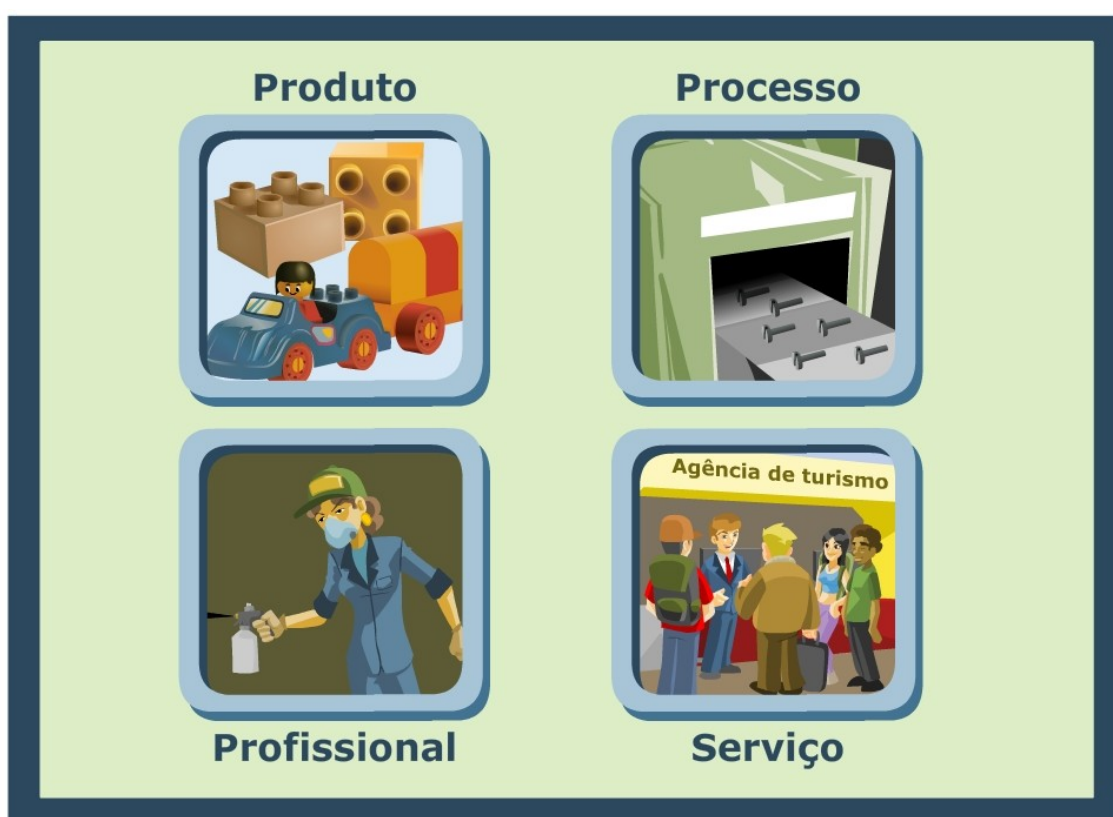 Produto
Processo
Agência de turismo
Profissional
Serviço